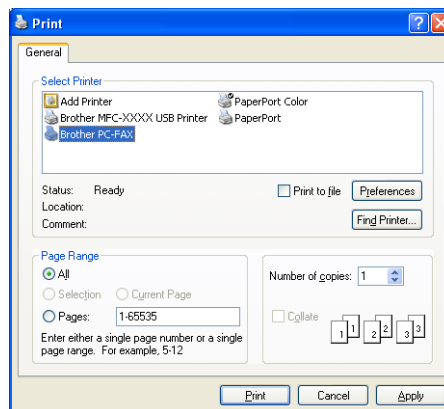 Print
General
Select Printer
Add Printer
PaperPort Color
Brother MFC-XXXX USB Printer
PaperPort
Brother PC-FAX
Status: Ready
Print to file
Preferences
Location:
Comment:
Find Printer...
Page Range
All
Selection
Current Page
Pages: 1-65535
Enter either a single page number or a single
page range. For example, 5-12
Number of copies: 1
Collate
1 1 2 2 3 3
Print
Cancel
Apply